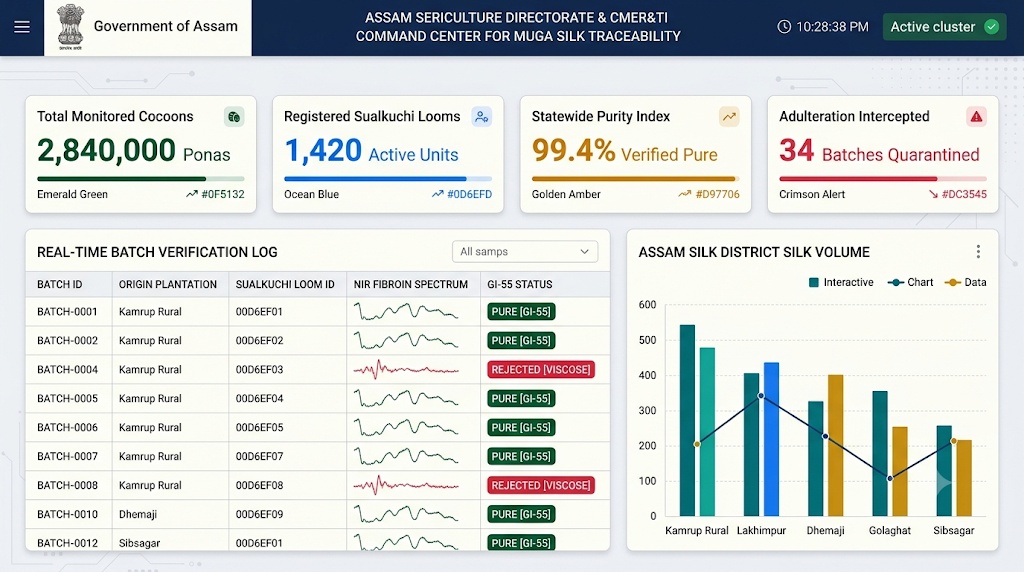 Government of Assam
ASSAM SERICULTURE DIRECTORATE & CMER&TI
COMMAND CENTER FOR MUGA SILK TRACEABILITY
10:28:38 PM
Active cluster
Total Monitored Cocoons
2,840,000 Ponas
Emerald Green #0F5132
Registered Sualkuchi Looms
1,420 Active Units
Ocean Blue #0D6EFD
Statewide Purity Index
99.4% Verified Pure
Golden Amber #D97706
Adulteration Intercepted
34 Batches Quarantined
Crimson Alert #DC3545
REAL-TIME BATCH VERIFICATION LOG
All samps
BATCH ID ORIGIN PLANTATION SUALKUCHI LOOM ID NIR FIBROIN SPECTRUM GI-55 STATUS
BATCH-0001 Kamrup Rural 00D6EF01 PURE [GI-55]
BATCH-0002 Kamrup Rural 00D6EF02 PURE [GI-55]
BATCH-0004 Kamrup Rural 00D6EF03 REJECTED [VISCOSE]
BATCH-0005 Kamrup Rural 00D6EF04 PURE [GI-55]
BATCH-0006 Kamrup Rural 00D6EF05 PURE [GI-55]
BATCH-0007 Kamrup Rural 00D6EF07 PURE [GI-55]
BATCH-0008 Kamrup Rural 00D6EF08 REJECTED [VISCOSE]
BATCH-0010 Dhemaji 00D6EF09 PURE [GI-55]
BATCH-0012 Sibsagar 00D6EF01 PURE [GI-55]
ASSAM SILK DISTRICT SILK VOLUME
Interactive Chart Data
600
500
400
300
200
100
0
Kamrup Rural Lakhimpur Dhemaji Golaghat Sibsagar